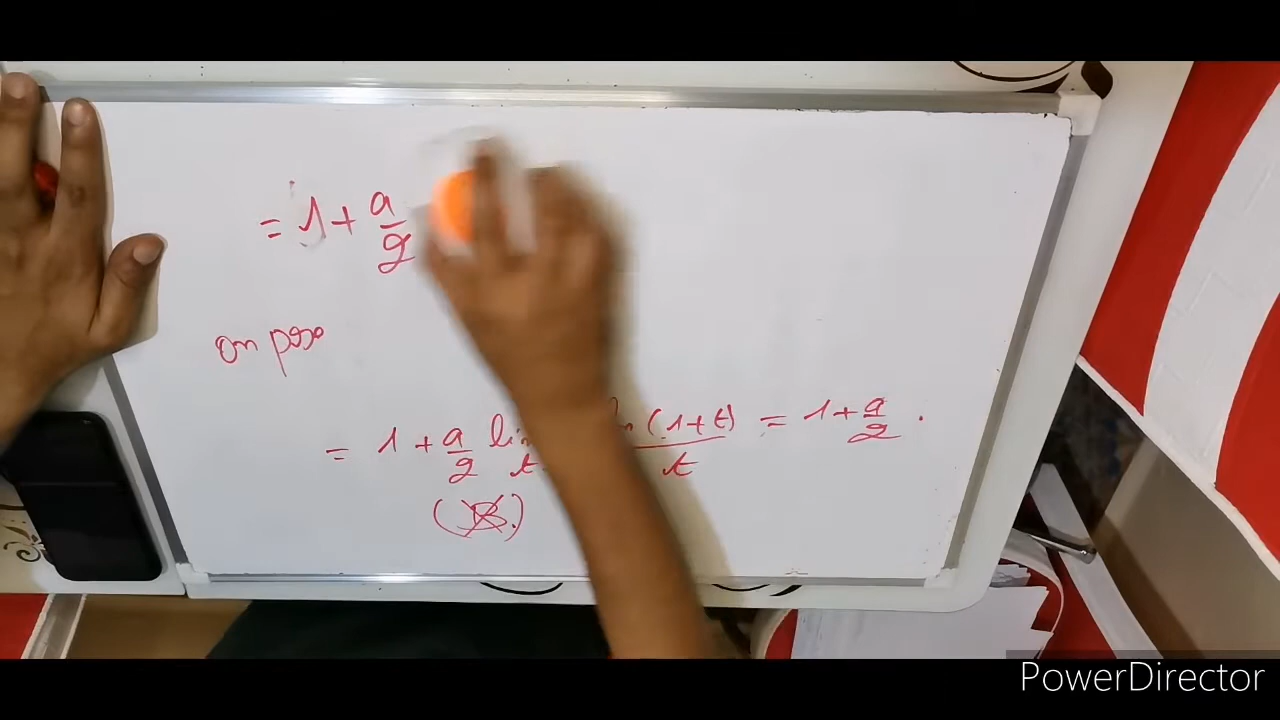 = 1 + a/2
on pose
= 1 + a/2 lim ln(1+t)/t = 1 + a/2 .
t
(B.)
PowerDirector